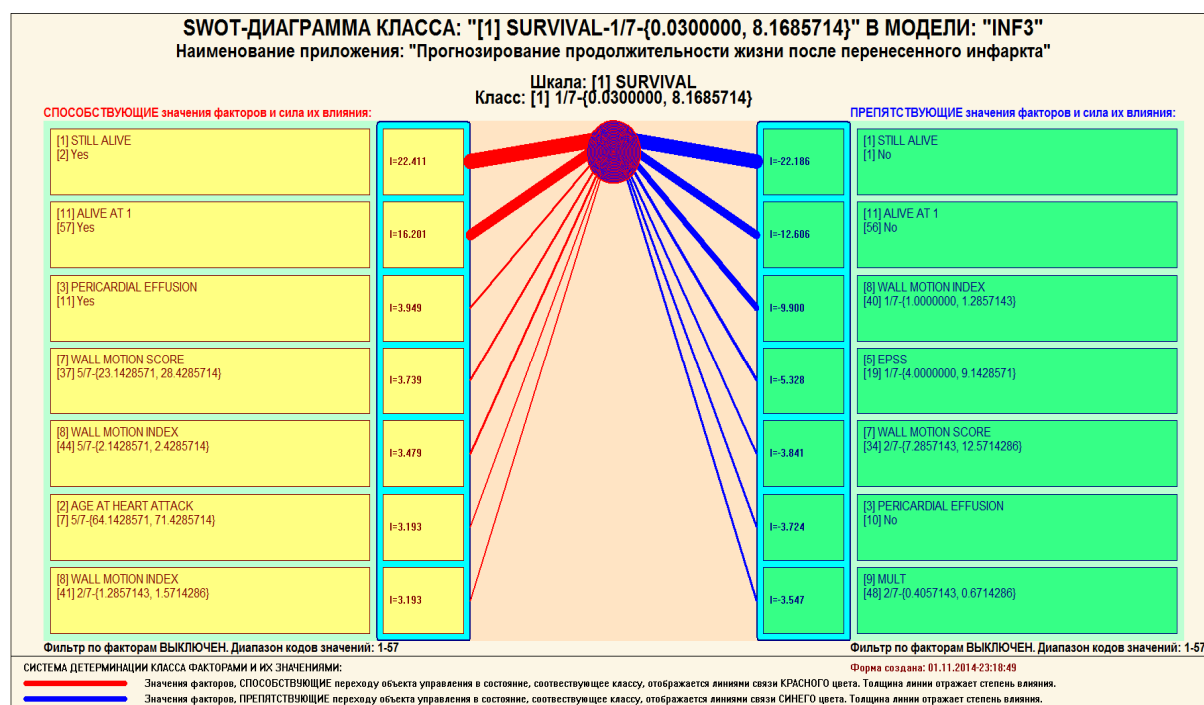 SWOT-ДИАГРАММА КЛАССА: "[1] SURVIVAL-1/7-{0.0300000, 8.1685714}" В МОДЕЛИ: "INF3"
Наименование приложения: "Прогнозирование продолжительности жизни после перенесенного инфаркта"
Шкала: [1] SURVIVAL
Класс: [1] 1/7-{0.0300000, 8.1685714}
СПОСОБСТВУЮЩИЕ значения факторов и сила их влияния:
[1] STILL ALIVE
[2] Yes
I=22.411
[11] ALIVE AT 1
[57] Yes
I=16.201
[3] PERICARDIAL EFFUSION
[11] Yes
I=3.949
[7] WALL MOTION SCORE
[37] 5/7-{23.1428571, 28.4285714}
I=3.739
[8] WALL MOTION INDEX
[44] 5/7-{2.1428571, 2.4285714}
I=3.479
[2] AGE AT HEART ATTACK
[7] 5/7-{64.1428571, 71.4285714}
I=3.193
[8] WALL MOTION INDEX
[41] 2/7-{1.2857143, 1.5714286}
I=3.193
Фильтр по факторам ВЫКЛЮЧЕН. Диапазон кодов значений: 1-57
ПРЕПЯТСТВУЮЩИЕ значения факторов и сила их влияния:
I=-22.186
[1] STILL ALIVE
[1] No
I=-12.606
[11] ALIVE AT 1
[56] No
I=-9.900
[8] WALL MOTION INDEX
[40] 1/7-{1.0000000, 1.2857143}
I=-5.328
[5] EPSS
[19] 1/7-{4.0000000, 9.1428571}
I=-3.841
[7] WALL MOTION SCORE
[34] 2/7-{7.2857143, 12.5714286}
I=-3.724
[3] PERICARDIAL EFFUSION
[10] No
I=-3.547
[9] MULT
[48] 2/7-{0.4057143, 0.6714286}
Фильтр по факторам ВЫКЛЮЧЕН. Диапазон кодов значений: 1-57
СИСТЕМА ДЕТЕРМИНАЦИИ КЛАССА ФАКТОРАМИ И ИХ ЗНАЧЕНИЯМИ:
Форма создана: 01.11.2014-23:18:49
Значения факторов, СПОСОБСТВУЮЩИЕ переходу объекта управления в состояние, соотвествующее классу, отображается линиями связи КРАСНОГО цвета. Толщина линии отражает степень влияния.
Значения факторов, ПРЕПЯТСТВУЮЩИЕ переходу объекта управления в состояние, соотвествующее классу, отображается линиями связи СИНЕГО цвета. Толщина линии отражает степень влияния.